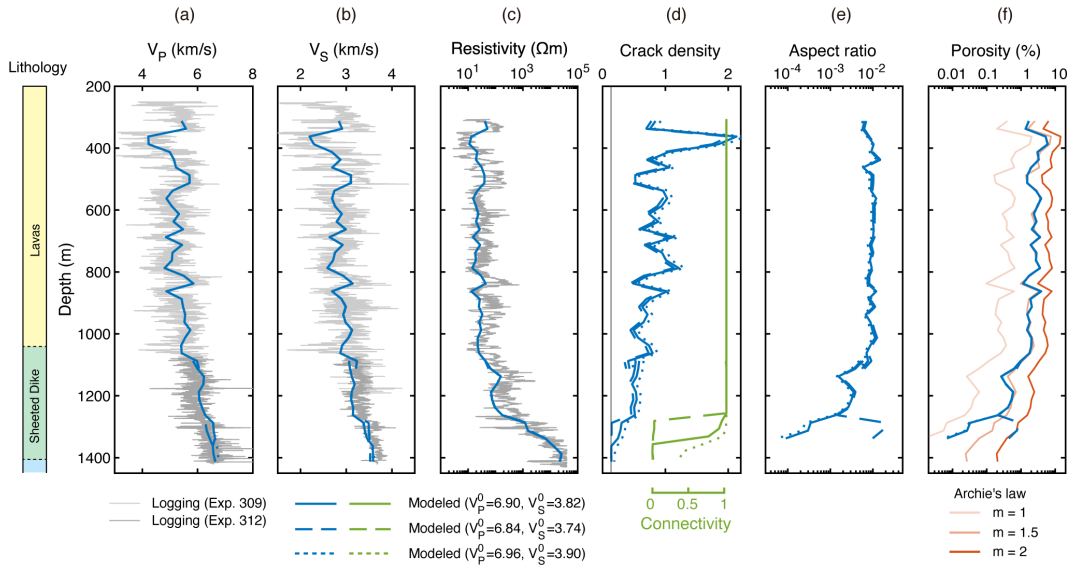 (a) (b) (c) (d) (e) (f)
V_P (km/s) V_S (km/s) Resistivity (Ωm) Crack density Aspect ratio Porosity (%)
Lithology
4 6 8 2 3 4 10^1 10^3 10^5 0 1 2 10^-4 10^-3 10^-2 0.01 0.1 1 10
200
400
600
800
1000
1200
1400
Depth (m)
Lavas
Sheeted Dike
0 0.5 1
Connectivity
Logging (Exp. 309)
Logging (Exp. 312)
Modeled (V_P^0=6.90, V_S^0=3.82)
Modeled (V_P^0=6.84, V_S^0=3.74)
Modeled (V_P^0=6.96, V_S^0=3.90)
Archie's law
m = 1
m = 1.5
m = 2